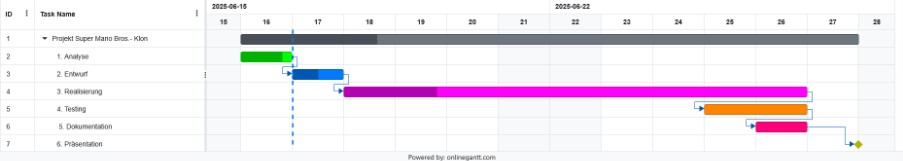 2025-06-15 2025-06-22
ID Task Name 15 16 17 18 19 20 21 22 23 24 25 26 27 28
1 Projekt Super Mano Bros.- Klon
2 1. Analyse
3 2. Entwurf
4 3. Realisierung
5 4. Testing
6 5. Dokumentation
7 6. Präsentation
Powered by: onlinegantt.com